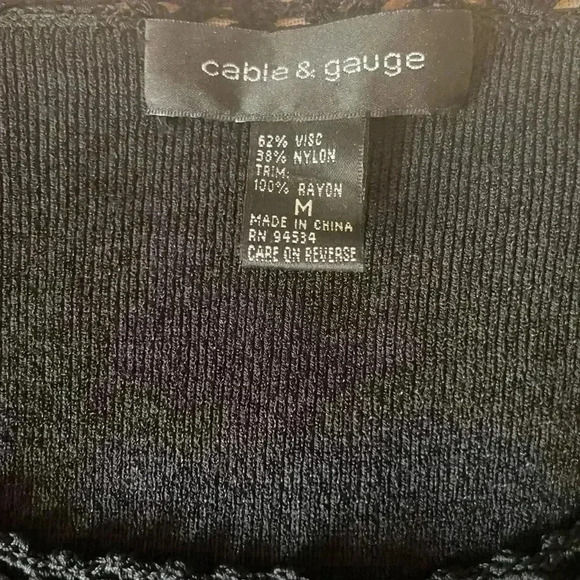 cable & gauge
62% VISC
38% NYLON
TRIM:
100% RAYON
M
MADE IN CHINA
RN 94534
CARE ON REVERSE